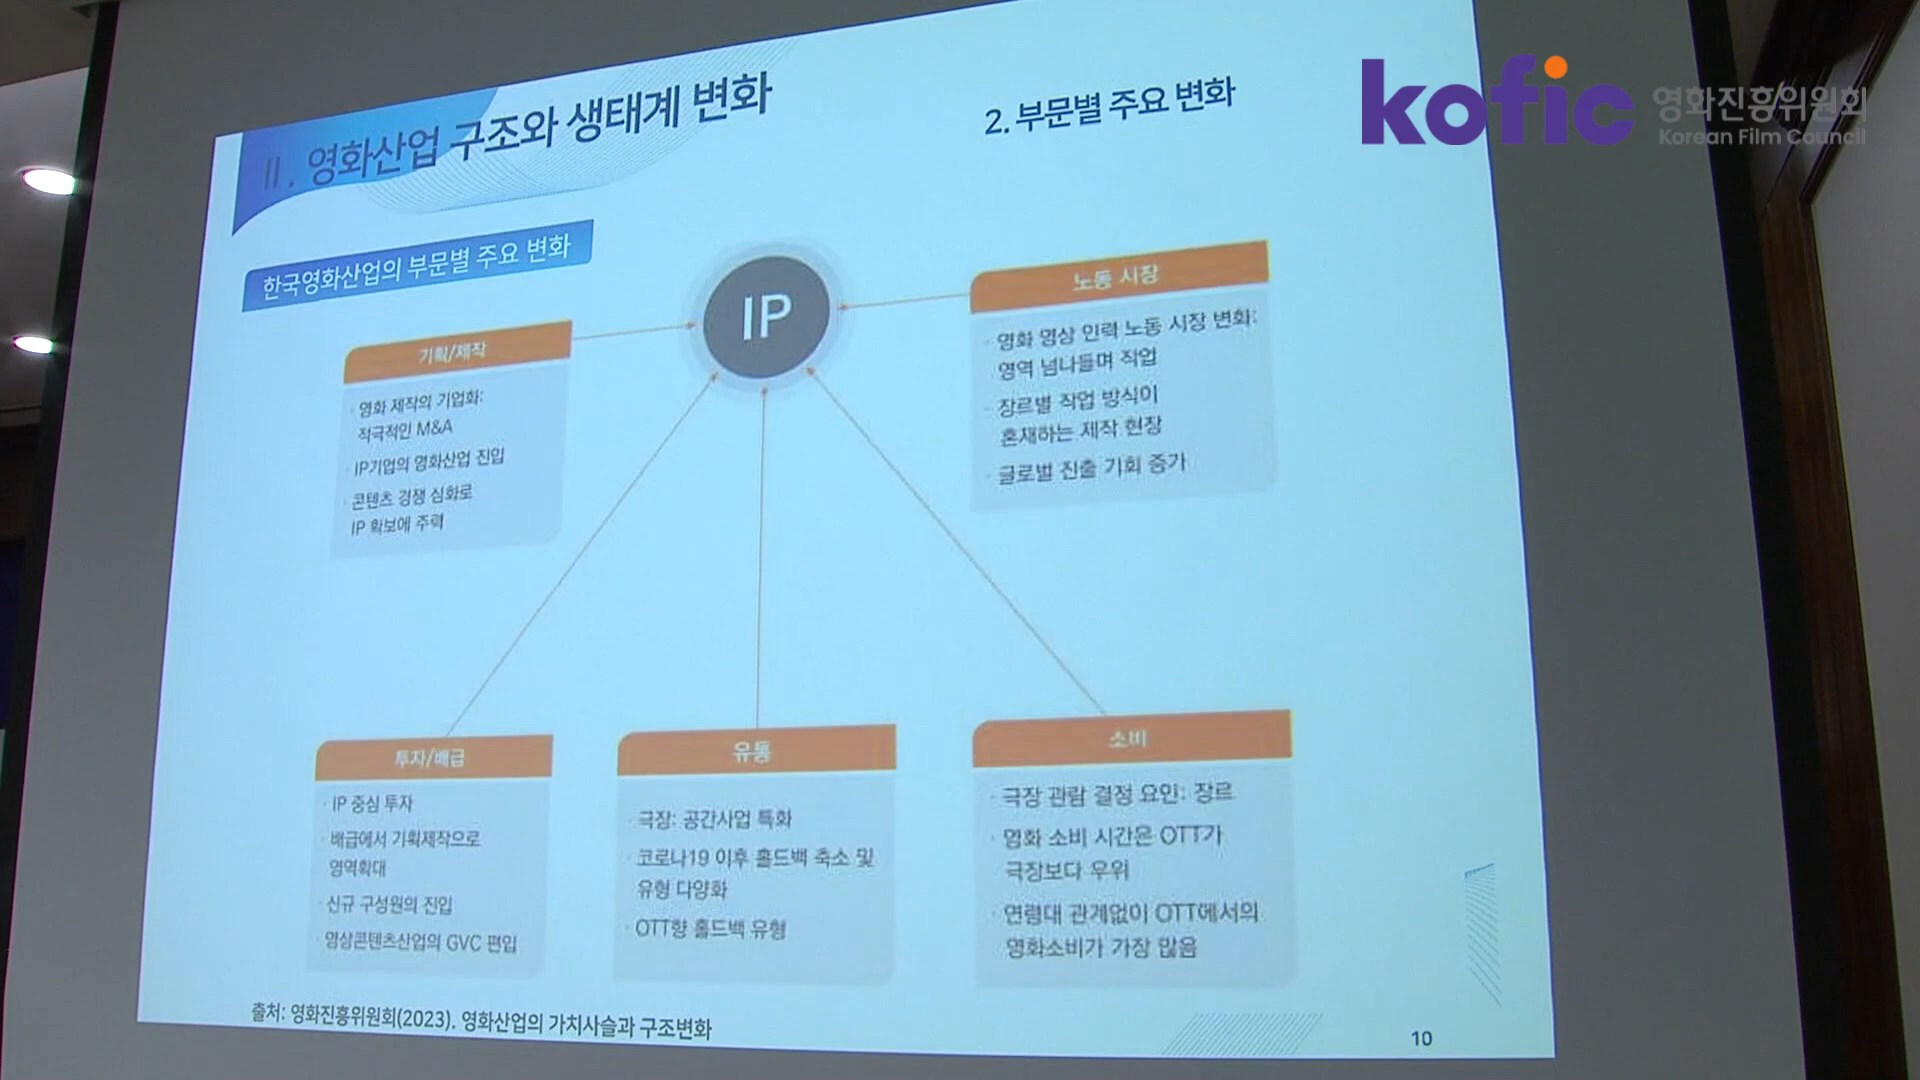 Ⅱ. 영화산업 구조와 생태계 변화
2. 부문별 주요 변화
kofic 영화진흥위원회
Korean Film Council
한국영화산업의 부문별 주요 변화
IP
기획/제작
· 영화 제작의 기업화:
적극적인 M&A
· IP기업의 영화산업 진입
· 콘텐츠 경쟁 심화로
IP 확보에 주력
노동 시장
· 영화 영상 인력 노동 시장 변화:
영역 넘나들며 작업
· 장르별 작업 방식이
혼재하는 제작 현장
· 글로벌 진출 기회 증가
투자/배급
· IP 중심 투자
· 배급에서 기획제작으로
영역확대
· 신규 구성원의 진입
· 영상콘텐츠산업의 GVC 편입
유통
· 극장: 공간사업 특화
· 코로나19 이후 홀드백 축소 및
유형 다양화
· OTT향 홀드백 유형
소비
· 극장 관람 결정 요인: 장르
· 영화 소비 시간은 OTT가
극장보다 우위
· 연령대 관계없이 OTT에서의
영화소비가 가장 많음
출처: 영화진흥위원회(2023). 영화산업의 가치사슬과 구조변화
10